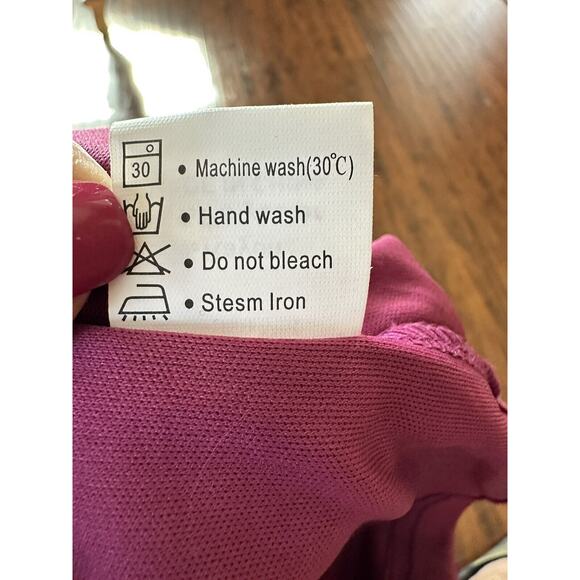 30 • Machine wash(30℃)
• Hand wash
• Do not bleach
• Stesm Iron